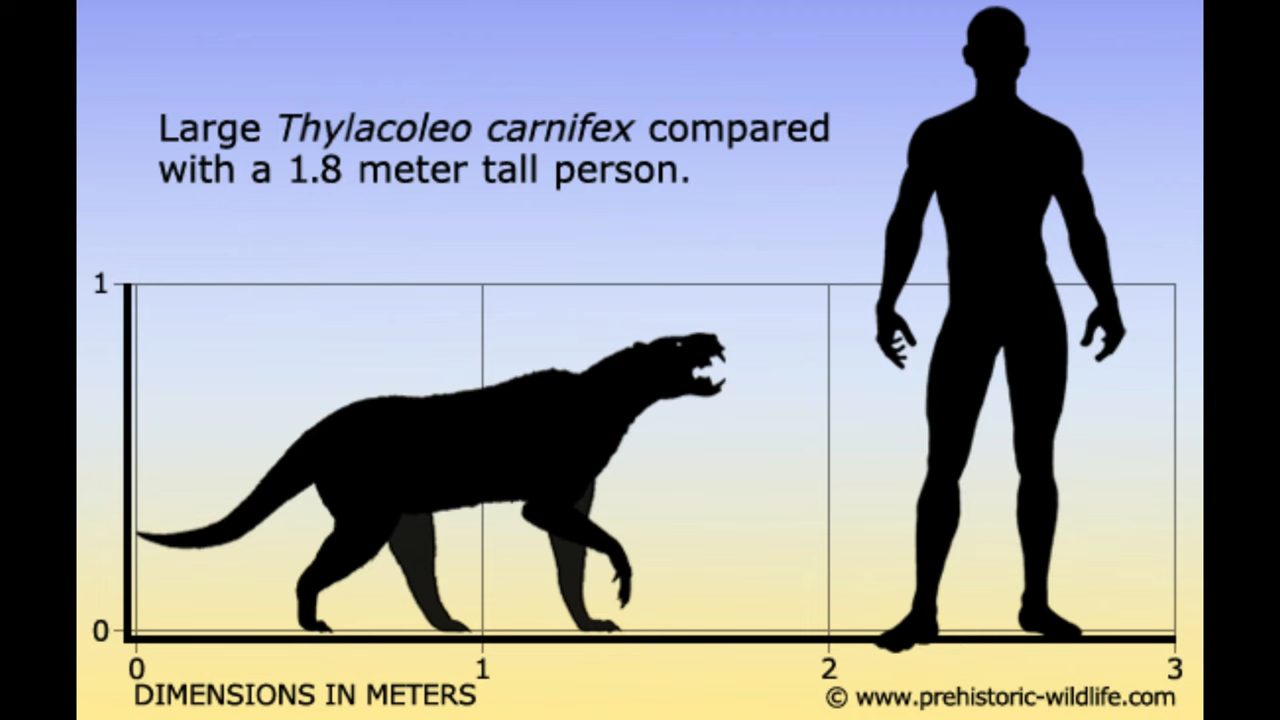 Large Thylacoleo carnifex compared
with a 1.8 meter tall person.
1
0
0 1 2 3
DIMENSIONS IN METERS
© www.prehistoric-wildlife.com